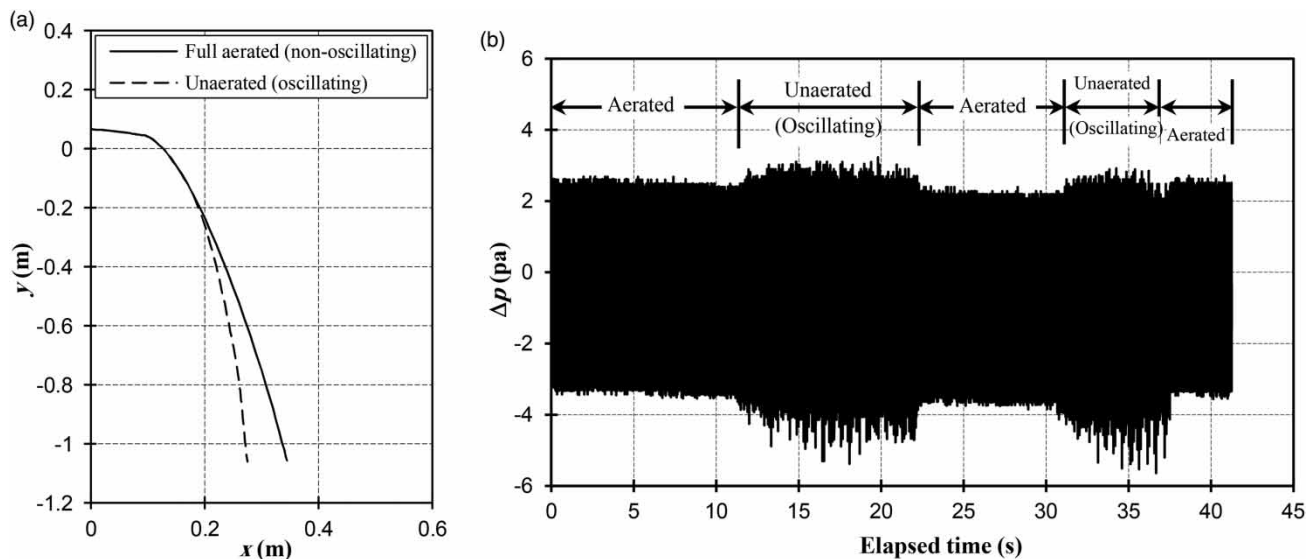 (a)
0.4
0.2
0
-0.2
-0.4
-0.6
-0.8
-1
-1.2
y (m)
Full aerated (non-oscillating)
Unaerated (oscillating)
0
0.2
0.4
0.6
x (m)
(b)
6
4
2
0
-2
-4
-6
Δp (pa)
Aerated
Unaerated
(Oscillating)
Aerated
Unaerated
(Oscillating)
Aerated
0
5
10
15
20
25
30
35
40
45
Elapsed time (s)